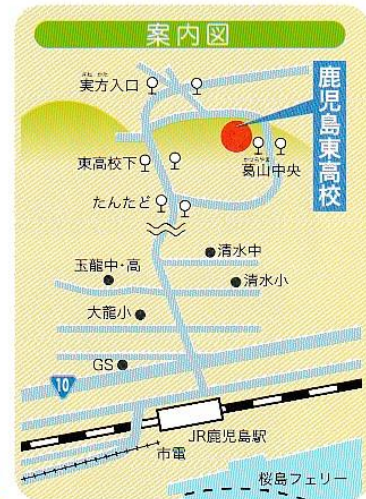 案内図
実方入口
鹿児島東高校
東高校下
葛山中央
たんたど
清水中
玉龍中・高
清水小
大龍小
GS
10
JR鹿児島駅
市電
桜島フェリー